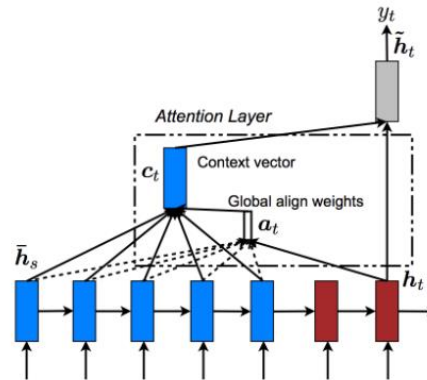 y_t
h̃_t
Attention Layer
c_t
Context vector
Global align weights
a_t
h̄_s
h_t